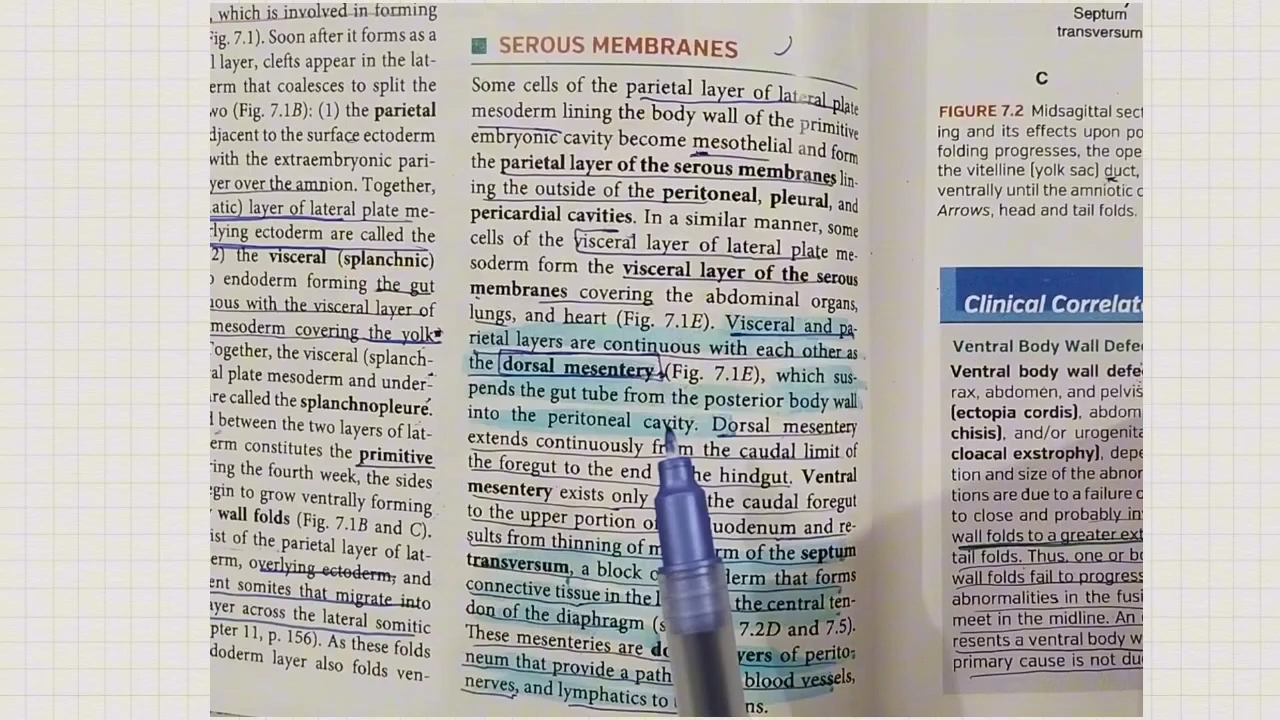 , which is involved in forming
ig. 7.1). Soon after it forms as a
l layer, clefts appear in the lat-
erm that coalesces to split the
wo (Fig. 7.1B): (1) the parietal
djacent to the surface ectoderm
with the extraembryonic pari-
yer over the amnion. Together,
atic) layer of lateral plate me-
rlying ectoderm are called the
2) the visceral (splanchnic)
endoderm forming the gut
ous with the visceral layer of
mesoderm covering the yolk
ogether, the visceral (splanch-
al plate mesoderm and under-
re called the splanchnopleure.
between the two layers of lat-
erm constitutes the primitive
ring the fourth week, the sides
gin to grow ventrally forming
wall folds (Fig. 7.1B and C).
ist of the parietal layer of lat-
erm, overlying ectoderm, and
ent somites that migrate into
ayer across the lateral somitic
pter 11, p. 156). As these folds
doderm layer also folds ven-
SEROUS MEMBRANES
Some cells of the parietal layer of lateral plate
mesoderm lining the body wall of the primitive
embryonic cavity become mesothelial and form
the parietal layer of the serous membranes lin-
ing the outside of the peritoneal, pleural, and
pericardial cavities. In a similar manner, some
cells of the visceral layer of lateral plate me-
soderm form the visceral layer of the serous
membranes covering the abdominal organs,
lungs, and heart (Fig. 7.1E). Visceral and pa-
rietal layers are continuous with each other as
the dorsal mesentery (Fig. 7.1E), which sus-
pends the gut tube from the posterior body wall
into the peritoneal cavity. Dorsal mesentery
extends continuously from the caudal limit of
the foregut to the end he hindgut. Ventral
mesentery exists only the caudal foregut
to the upper portion o uodenum and re-
sults from thinning of m rm of the septum
transversum, a block o derm that forms
connective tissue in the l the central ten-
don of the diaphragm (s 7.2D and 7.5).
These mesenteries are do yers of perito-
neum that provide a path blood vessels,
nerves, and lymphatics to ns.
Septum
transversum
C
FIGURE 7.2 Midsagittal sect
ing and its effects upon po
folding progresses, the ope
the vitelline (yolk sac) duct,
ventrally until the amniotic c
Arrows, head and tail folds.
Clinical Correlat
Ventral Body Wall Defe
Ventral body wall defe
rax, abdomen, and pelvis
(ectopia cordis), abdom
chisis), and/or urogenita
cloacal exstrophy), depe
tion and size of the abnor
tions are due to a failure o
to close and probably in
wall folds to a greater ext
tail folds. Thus, one or bo
wall folds fail to progress
abnormalities in the fusi
meet in the midline. An
resents a ventral body w
primary cause is not du